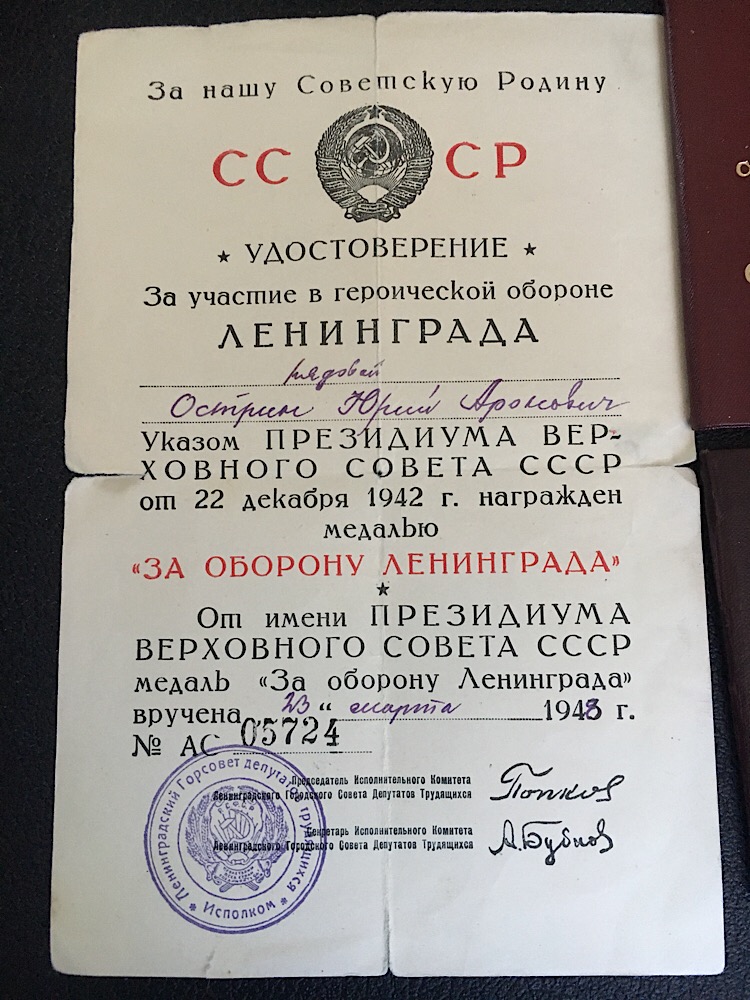 За нашу Советскую Родину
СССР
★ УДОСТОВЕРЕНИЕ ★
За участие в героической обороне
ЛЕНИНГРАДА
рядовой
Острин Юрий Аронович
Указом ПРЕЗИДИУМА ВЕР-
ХОВНОГО СОВЕТА СССР
от 22 декабря 1942 г. награжден
медалью
«ЗА ОБОРОНУ ЛЕНИНГРАДА»
★
От имени ПРЕЗИДИУМА
ВЕРХОВНОГО СОВЕТА СССР
медаль «За оборону Ленинграда»
вручена 23 " марта 1948 г.
№ АС 05724
Председатель Исполнительного Комитета
Ленинградского Городского Совета Депутатов Трудящихся
Попков
Секретарь Исполнительного Комитета
Ленинградского Городского Совета Депутатов Трудящихся
А.Бубнов
Ленинградский Горсовет депутатов трудящихся
★ Исполком ★